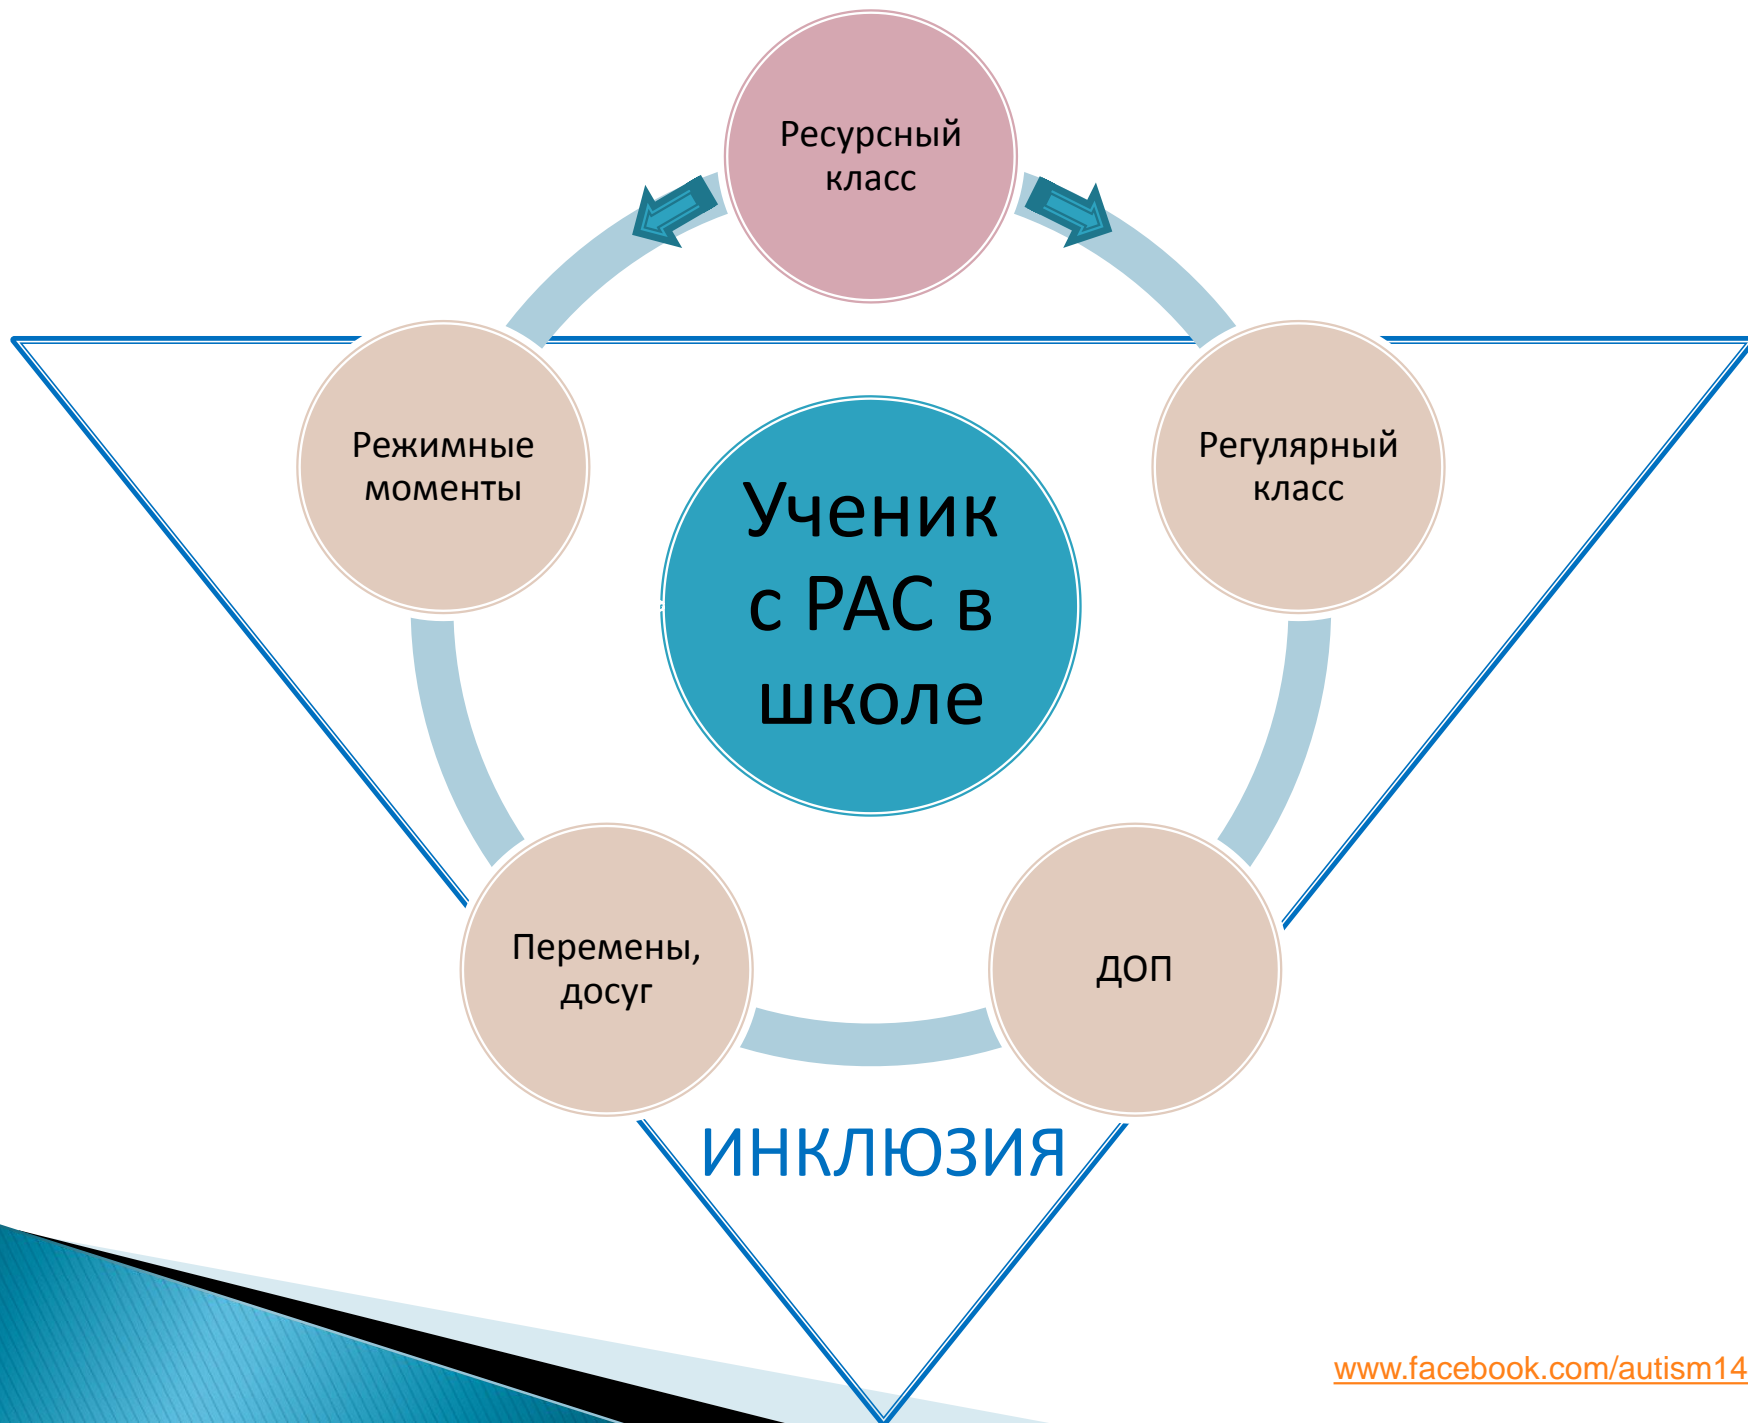 Ресурсный
класс
Режимные
моменты
Регулярный
класс
Ученик
с РАС в
школе
Перемены,
досуг
ДОП
ИНКЛЮЗИЯ
www.facebook.com/autism14